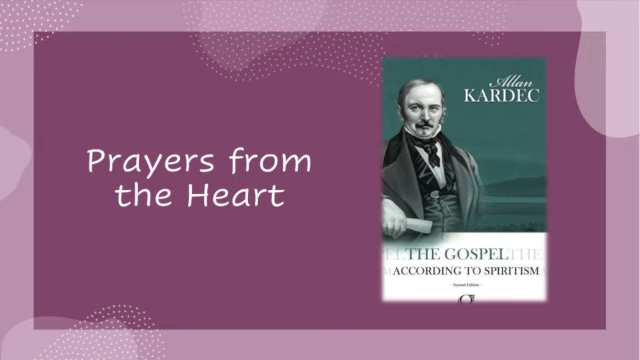 Prayers from
the Heart
Allan
KARDEC
THE GOSPEL
ACCORDING TO SPIRITISM
- Second Edition -